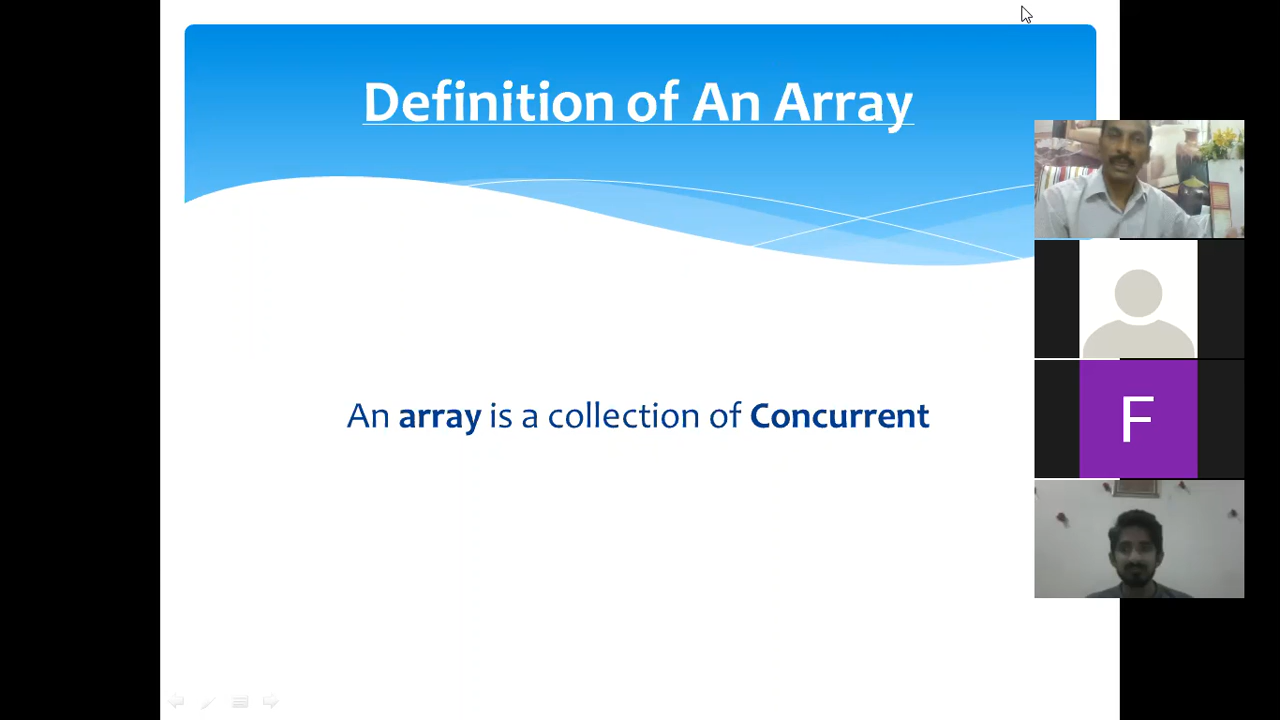 Definition of An Array
An array is a collection of Concurrent
F